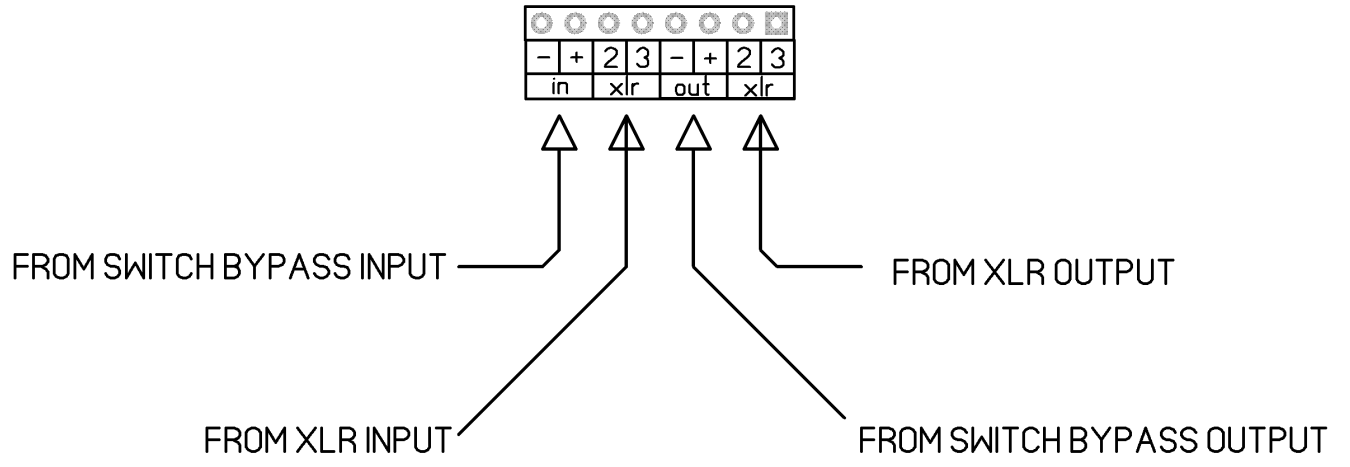 - + 2 3 - + 2 3
in xlr out xlr
FROM SWITCH BYPASS INPUT
FROM XLR OUTPUT
FROM XLR INPUT
FROM SWITCH BYPASS OUTPUT